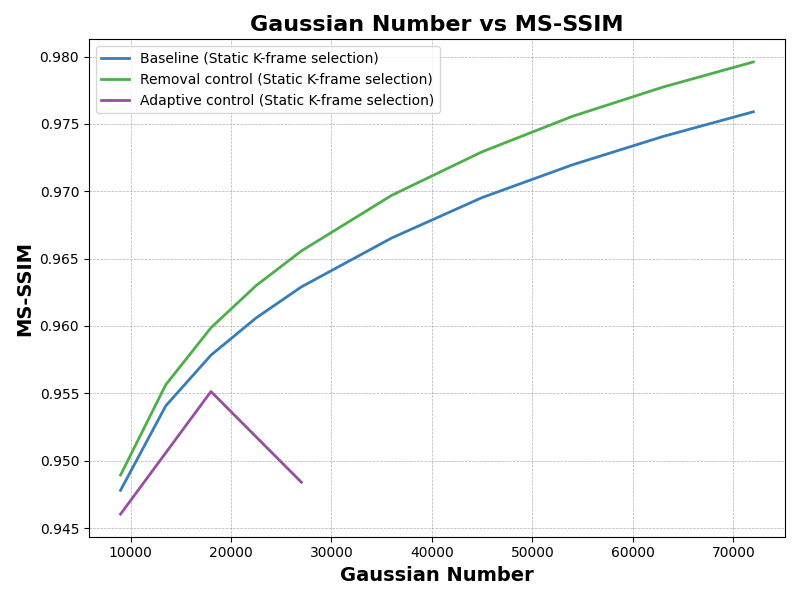 Gaussian Number vs MS-SSIM
Baseline (Static K-frame selection)
Removal control (Static K-frame selection)
Adaptive control (Static K-frame selection)
MS-SSIM
0.980
0.975
0.970
0.965
0.960
0.955
0.950
0.945
10000 20000 30000 40000 50000 60000 70000
Gaussian Number